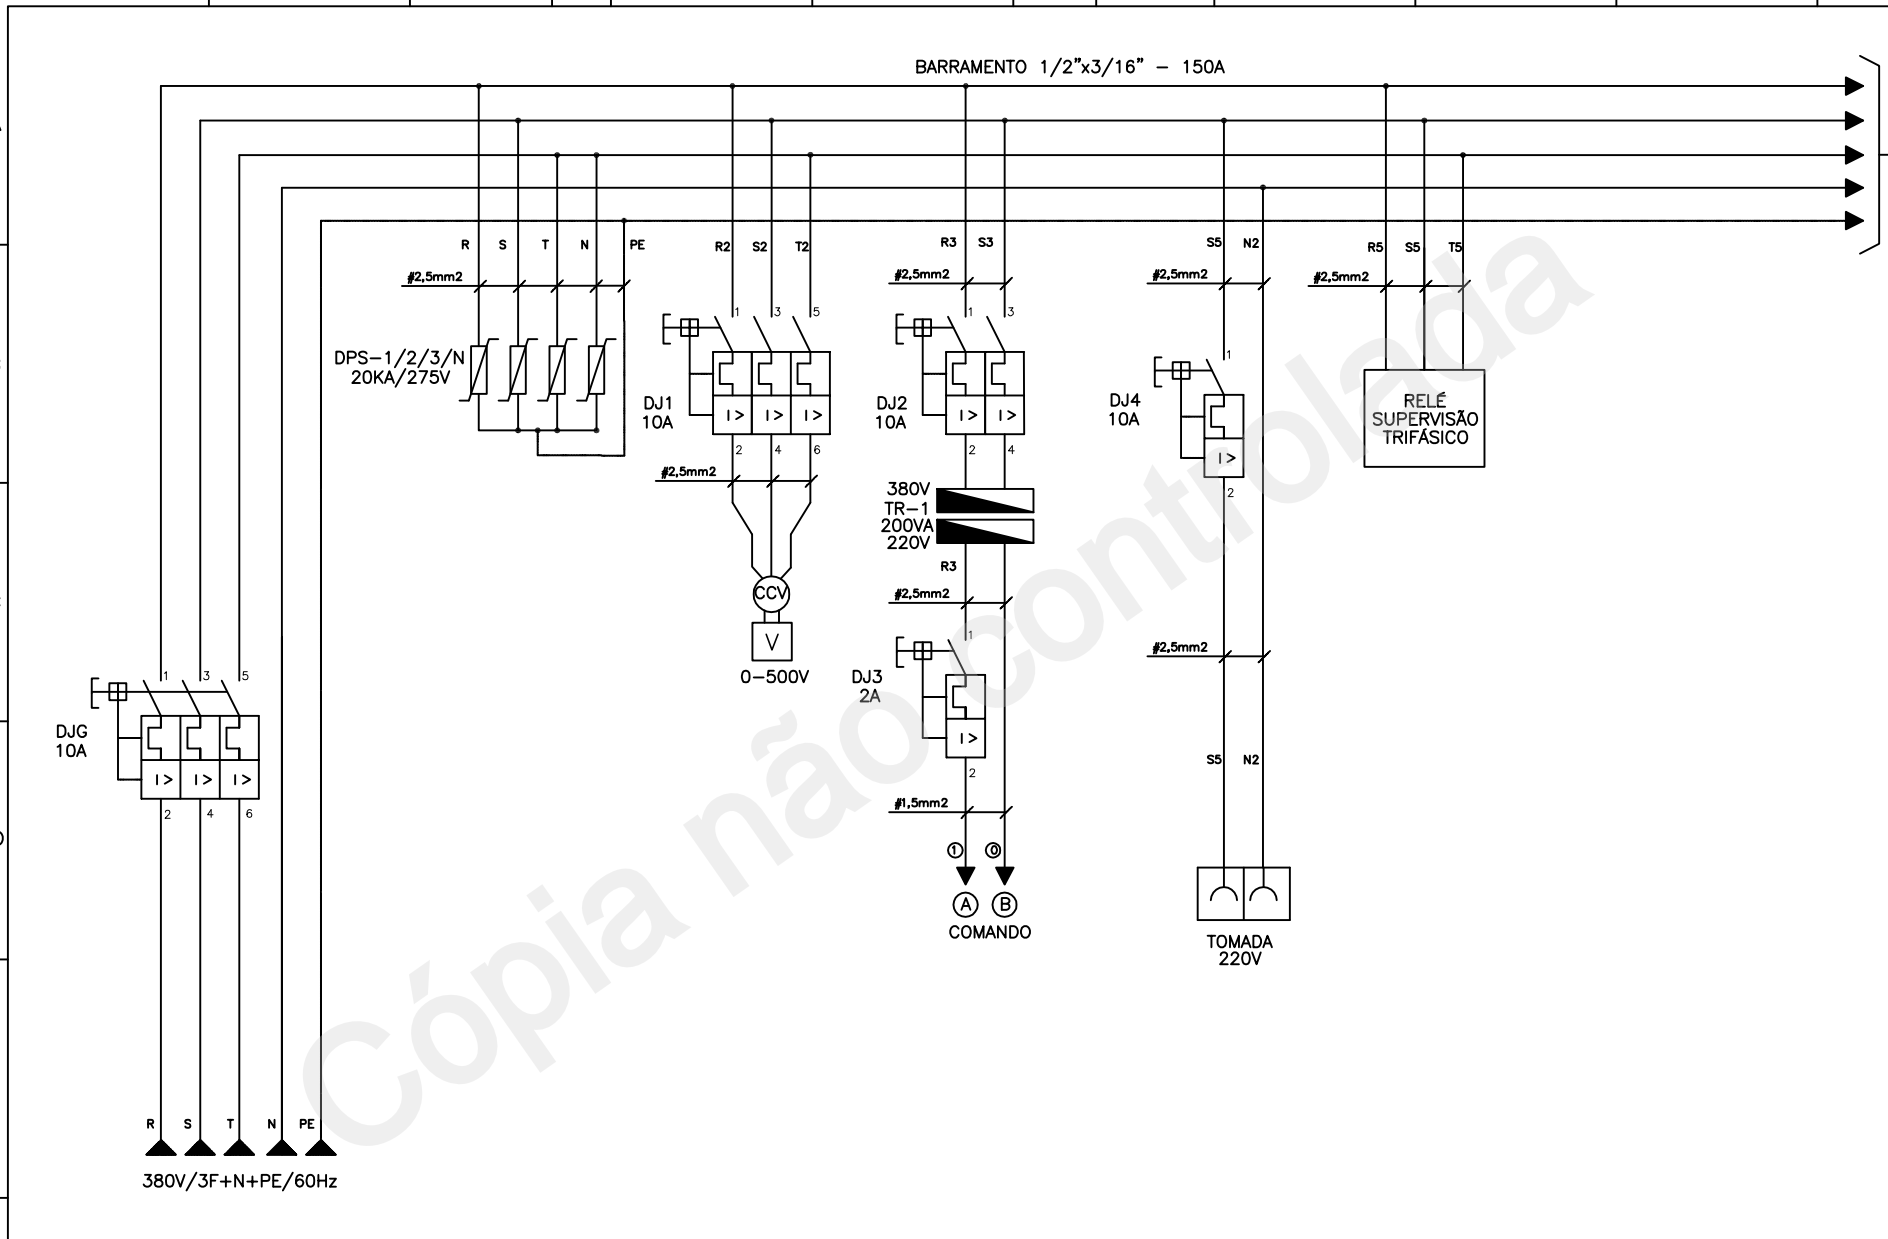 BARRAMENTO 1/2"x3/16" - 150A
R S T N PE
#2,5mm2
DPS-1/2/3/N
20KA/275V
R2 S2 T2
1 3 5
DJ1
10A
I> I> I>
2 4 6
#2,5mm2
CCV
V
0-500V
R3 S3
#2,5mm2
1 3
DJ2
10A
I> I>
2 4
380V
TR-1
200VA
220V
R3
#2,5mm2
1
DJ3
2A
I>
2
#1,5mm2
1 0
A B
COMANDO
S5 N2
#2,5mm2
1
DJ4
10A
I>
2
#2,5mm2
S5 N2
TOMADA
220V
R5 S5 T5
#2,5mm2
RELÉ
SUPERVISÃO
TRIFÁSICO
1 3 5
DJG
10A
I> I> I>
2 4 6
R S T N PE
380V/3F+N+PE/60Hz
Cópia não controlada